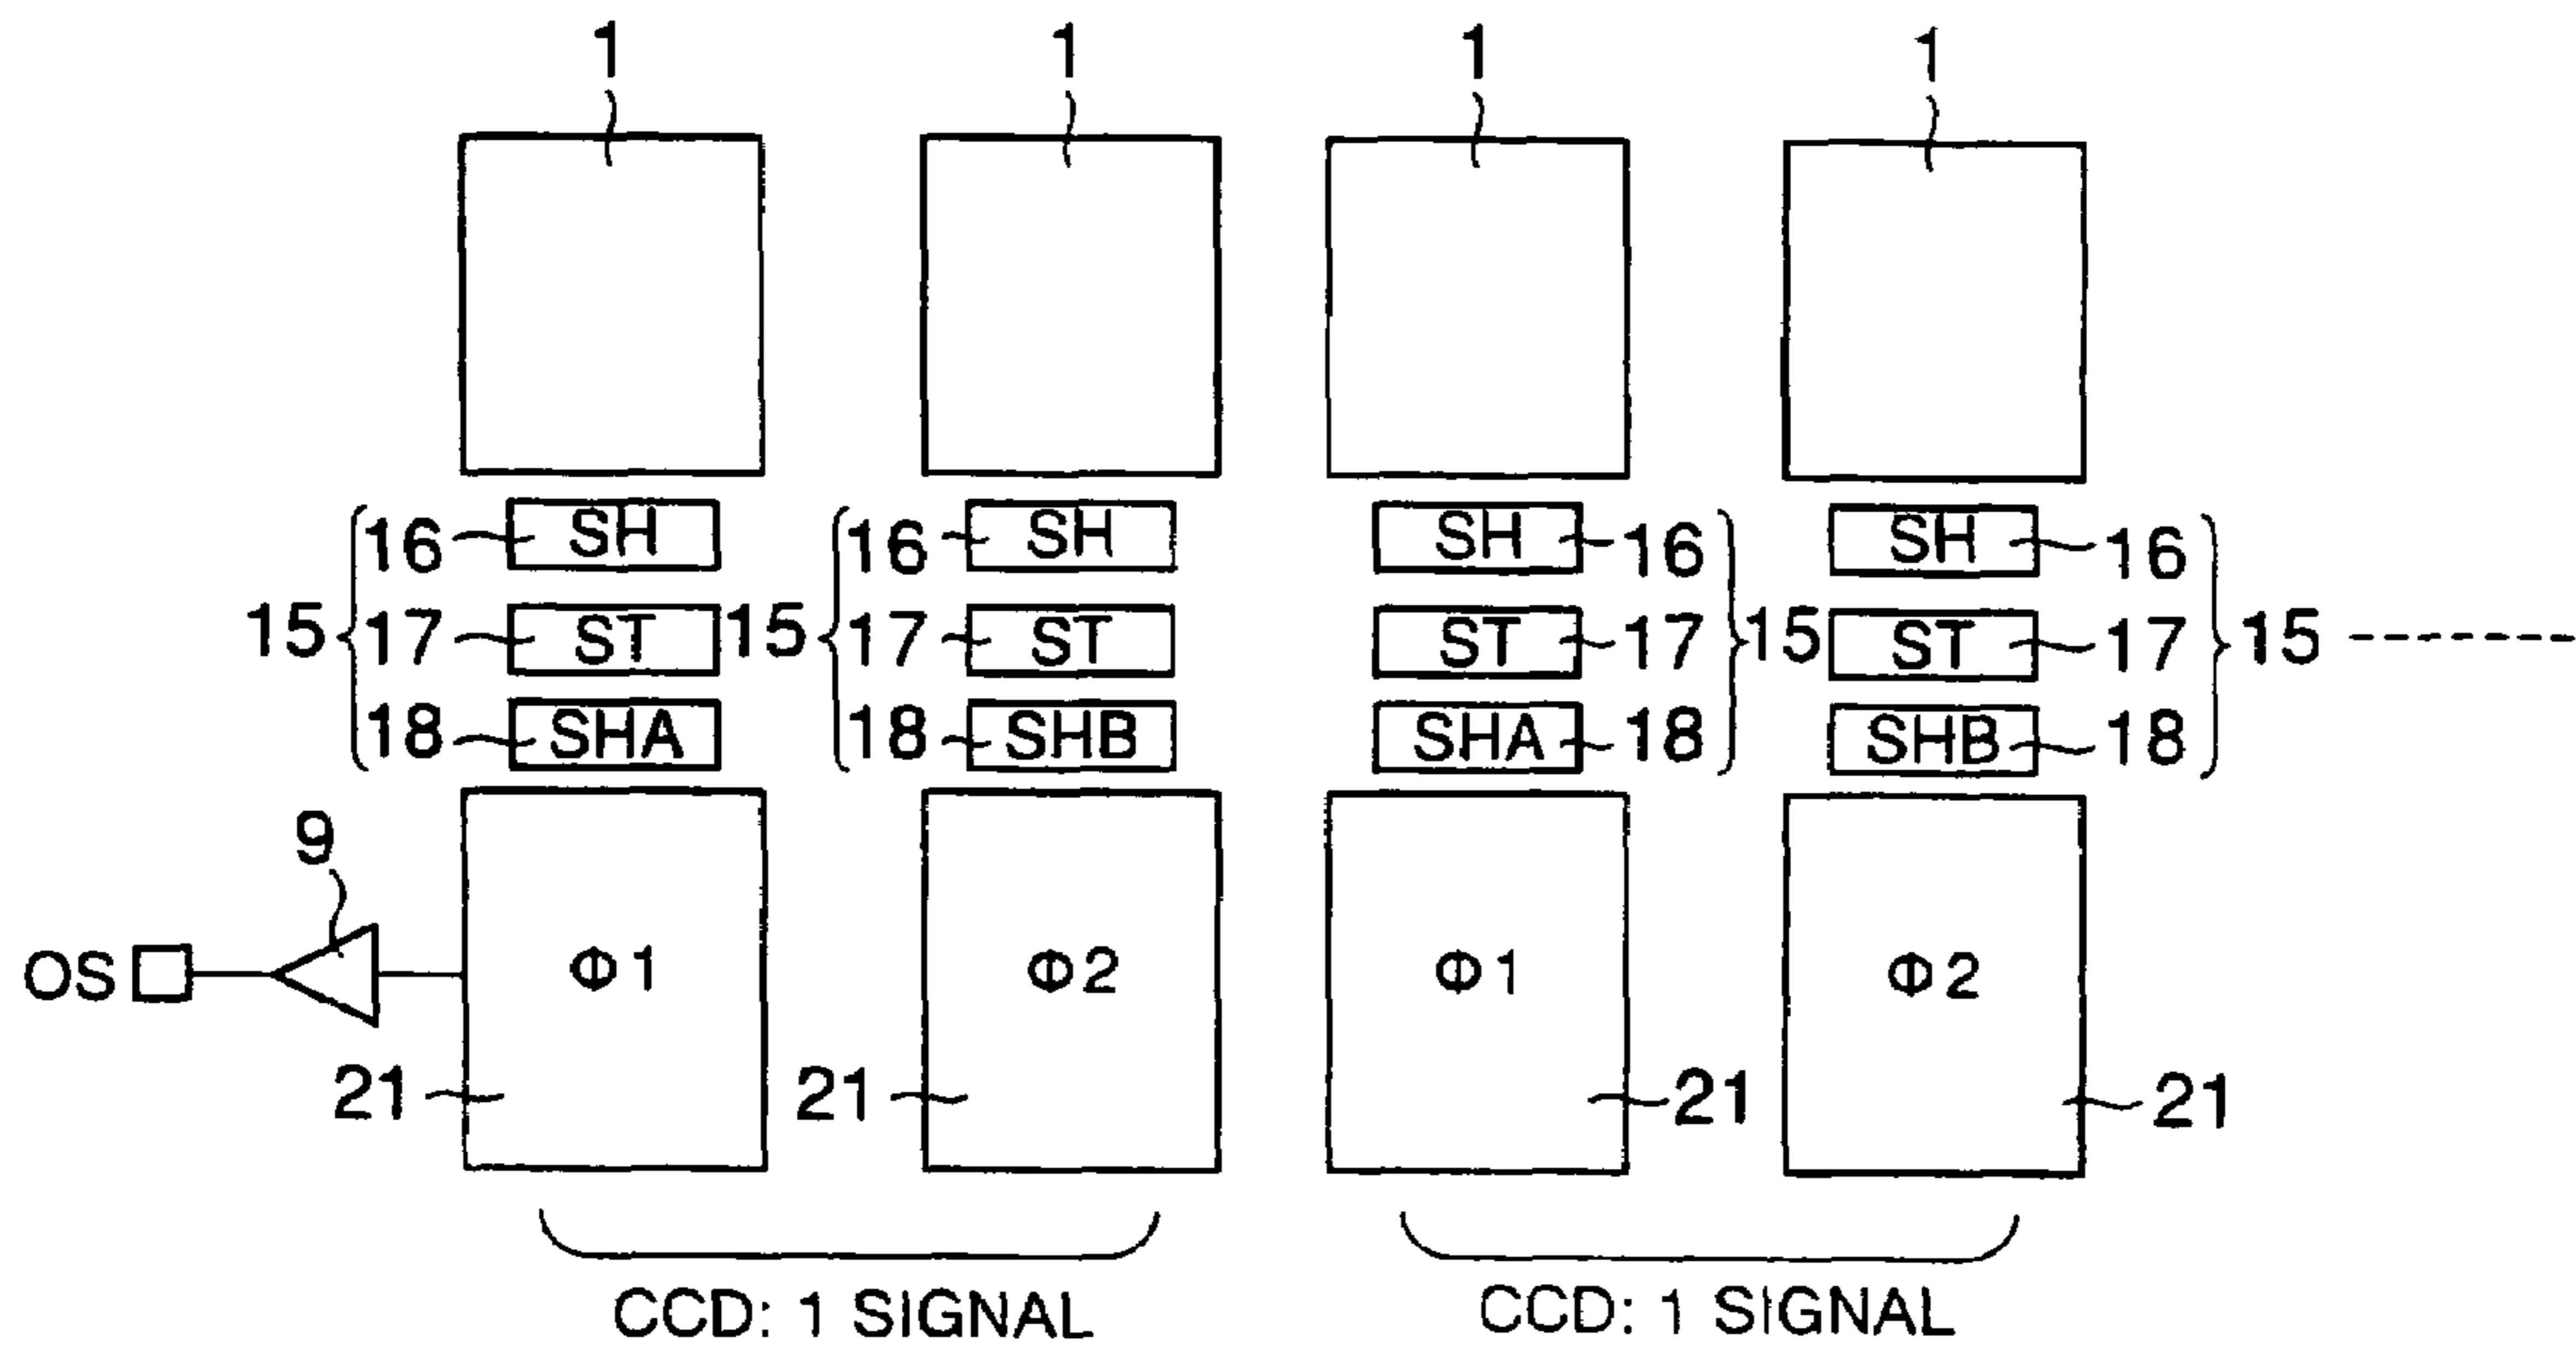 1 1 1 1
16 SH 16 SH SH 16 SH 16
15 17 ST 15 17 ST ST 17 15 ST 17 15
18 SHA 18 SHB SHA 18 SHB 18
9
OS Φ1 Φ2 Φ1 Φ2
21 21 21 21
CCD: 1 SIGNAL CCD: 1 SIGNAL